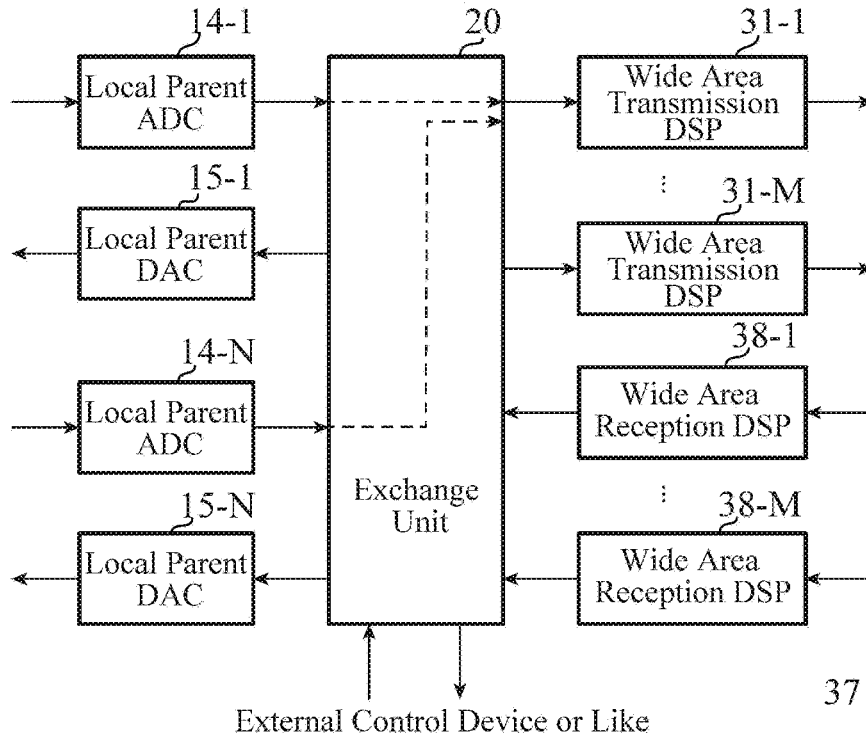 14-1
20
31-1
Local Parent
ADC
Wide Area
Transmission
DSP
15-1
31-M
Local Parent
DAC
Wide Area
Transmission
DSP
14-N
38-1
Local Parent
ADC
Wide Area
Reception DSP
Exchange
Unit
15-N
38-M
Local Parent
DAC
Wide Area
Reception DSP
37
External Control Device or Like